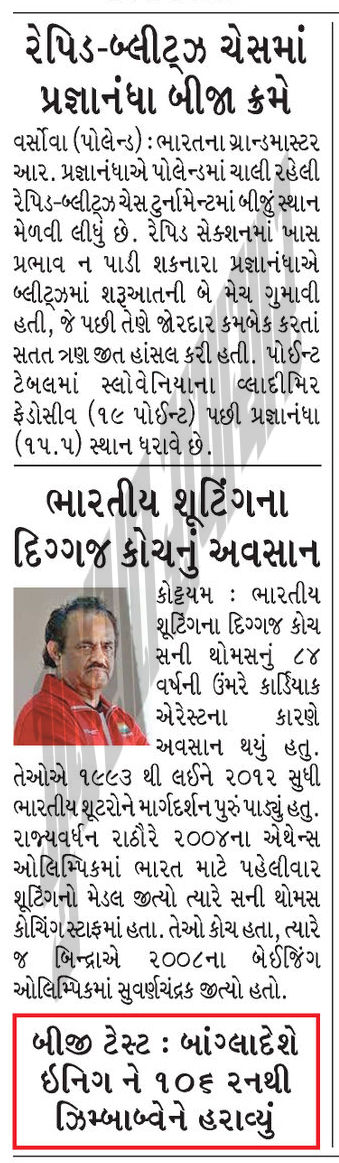 રેપિડ-બ્લીટ્ઝ ચેસમાં
પ્રજ્ઞાનંધા બીજા ક્રમે
વર્સોવા (પોલેન્ડ) : ભારતના ગ્રાન્ડમાસ્ટર
આર. પ્રજ્ઞાનંધાએ પોલેન્ડમાં ચાલી રહેલી
રેપિડ-બ્લીટ્ઝ ચેસ ટુર્નામેન્ટમાં બીજું સ્થાન
મેળવી લીધું છે. રેપિડ સેક્શનમાં ખાસ
પ્રભાવ ન પાડી શકનારા પ્રજ્ઞાનંધાએ
બ્લીટ્ઝમાં શરૂઆતની બે મેચ ગુમાવી
હતી, જે પછી તેણે જોરદાર કમબેક કરતાં
સતત ત્રણ જીત હાંસલ કરી હતી. પોઈન્ટ
ટેબલમાં સ્લોવેનિયાના વ્લાદીમિર
ફેડોસીવ (૧૯ પોઈન્ટ) પછી પ્રજ્ઞાનંધા
(૧૫.૫) સ્થાન ધરાવે છે.
ભારતીય શૂટિંગના
દિગ્ગજ કોચનું અવસાન
કોટ્ટયમ : ભારતીય
શૂટિંગના દિગ્ગજ કોચ
સની થોમસનું ૮૪
વર્ષની ઉંમરે કાર્ડિયાક
એરેસ્ટના કારણે
અવસાન થયું હતુ.
તેઓએ ૧૯૯૩ થી લઈને ૨૦૧૨ સુધી
ભારતીય શૂટરોને માર્ગદર્શન પુરું પાડ્યું હતુ.
રાજ્યવર્ધન રાઠૌરે ૨૦૦૪ના એથેન્સ
ઓલિમ્પિકમાં ભારત માટે પહેલીવાર
શૂટિંગનો મેડલ જીત્યો ત્યારે સની થોમસ
કોચિંગ સ્ટાફમાં હતા. તેઓ કોચ હતા, ત્યારે
જ બિન્દ્રાએ ૨૦૦૮ના બેઈજિંગ
ઓલિમ્પિકમાં સુવર્ણચંદ્રક જીત્યો હતો.
બીજી ટેસ્ટ : બાંગ્લાદેશે
ઇનિગ ને ૧૦૬ રનથી
ઝિમ્બાબ્વેને હરાવ્યું